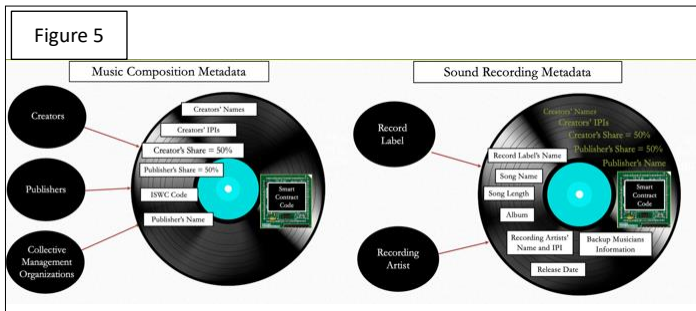 Figure 5
Music Composition Metadata
Creators
Publishers
Collective
Management
Organizations
Creators' Names
Creators' IPIs
Creator's Share = 50%
Publisher's Share = 50%
ISWC Code
Publisher's Name
Smart
Contract
Code
Sound Recording Metadata
Record
Label
Recording
Artist
Creators' Names
Creators' IPIs
Creator's Share = 50%
Publisher's Share = 50%
Publisher's Name
Record Label's Name
Song Name
Song Length
Album
Recording Artists'
Name and IPI
Backup Musicians
Information
Release Date
Smart
Contract
Code